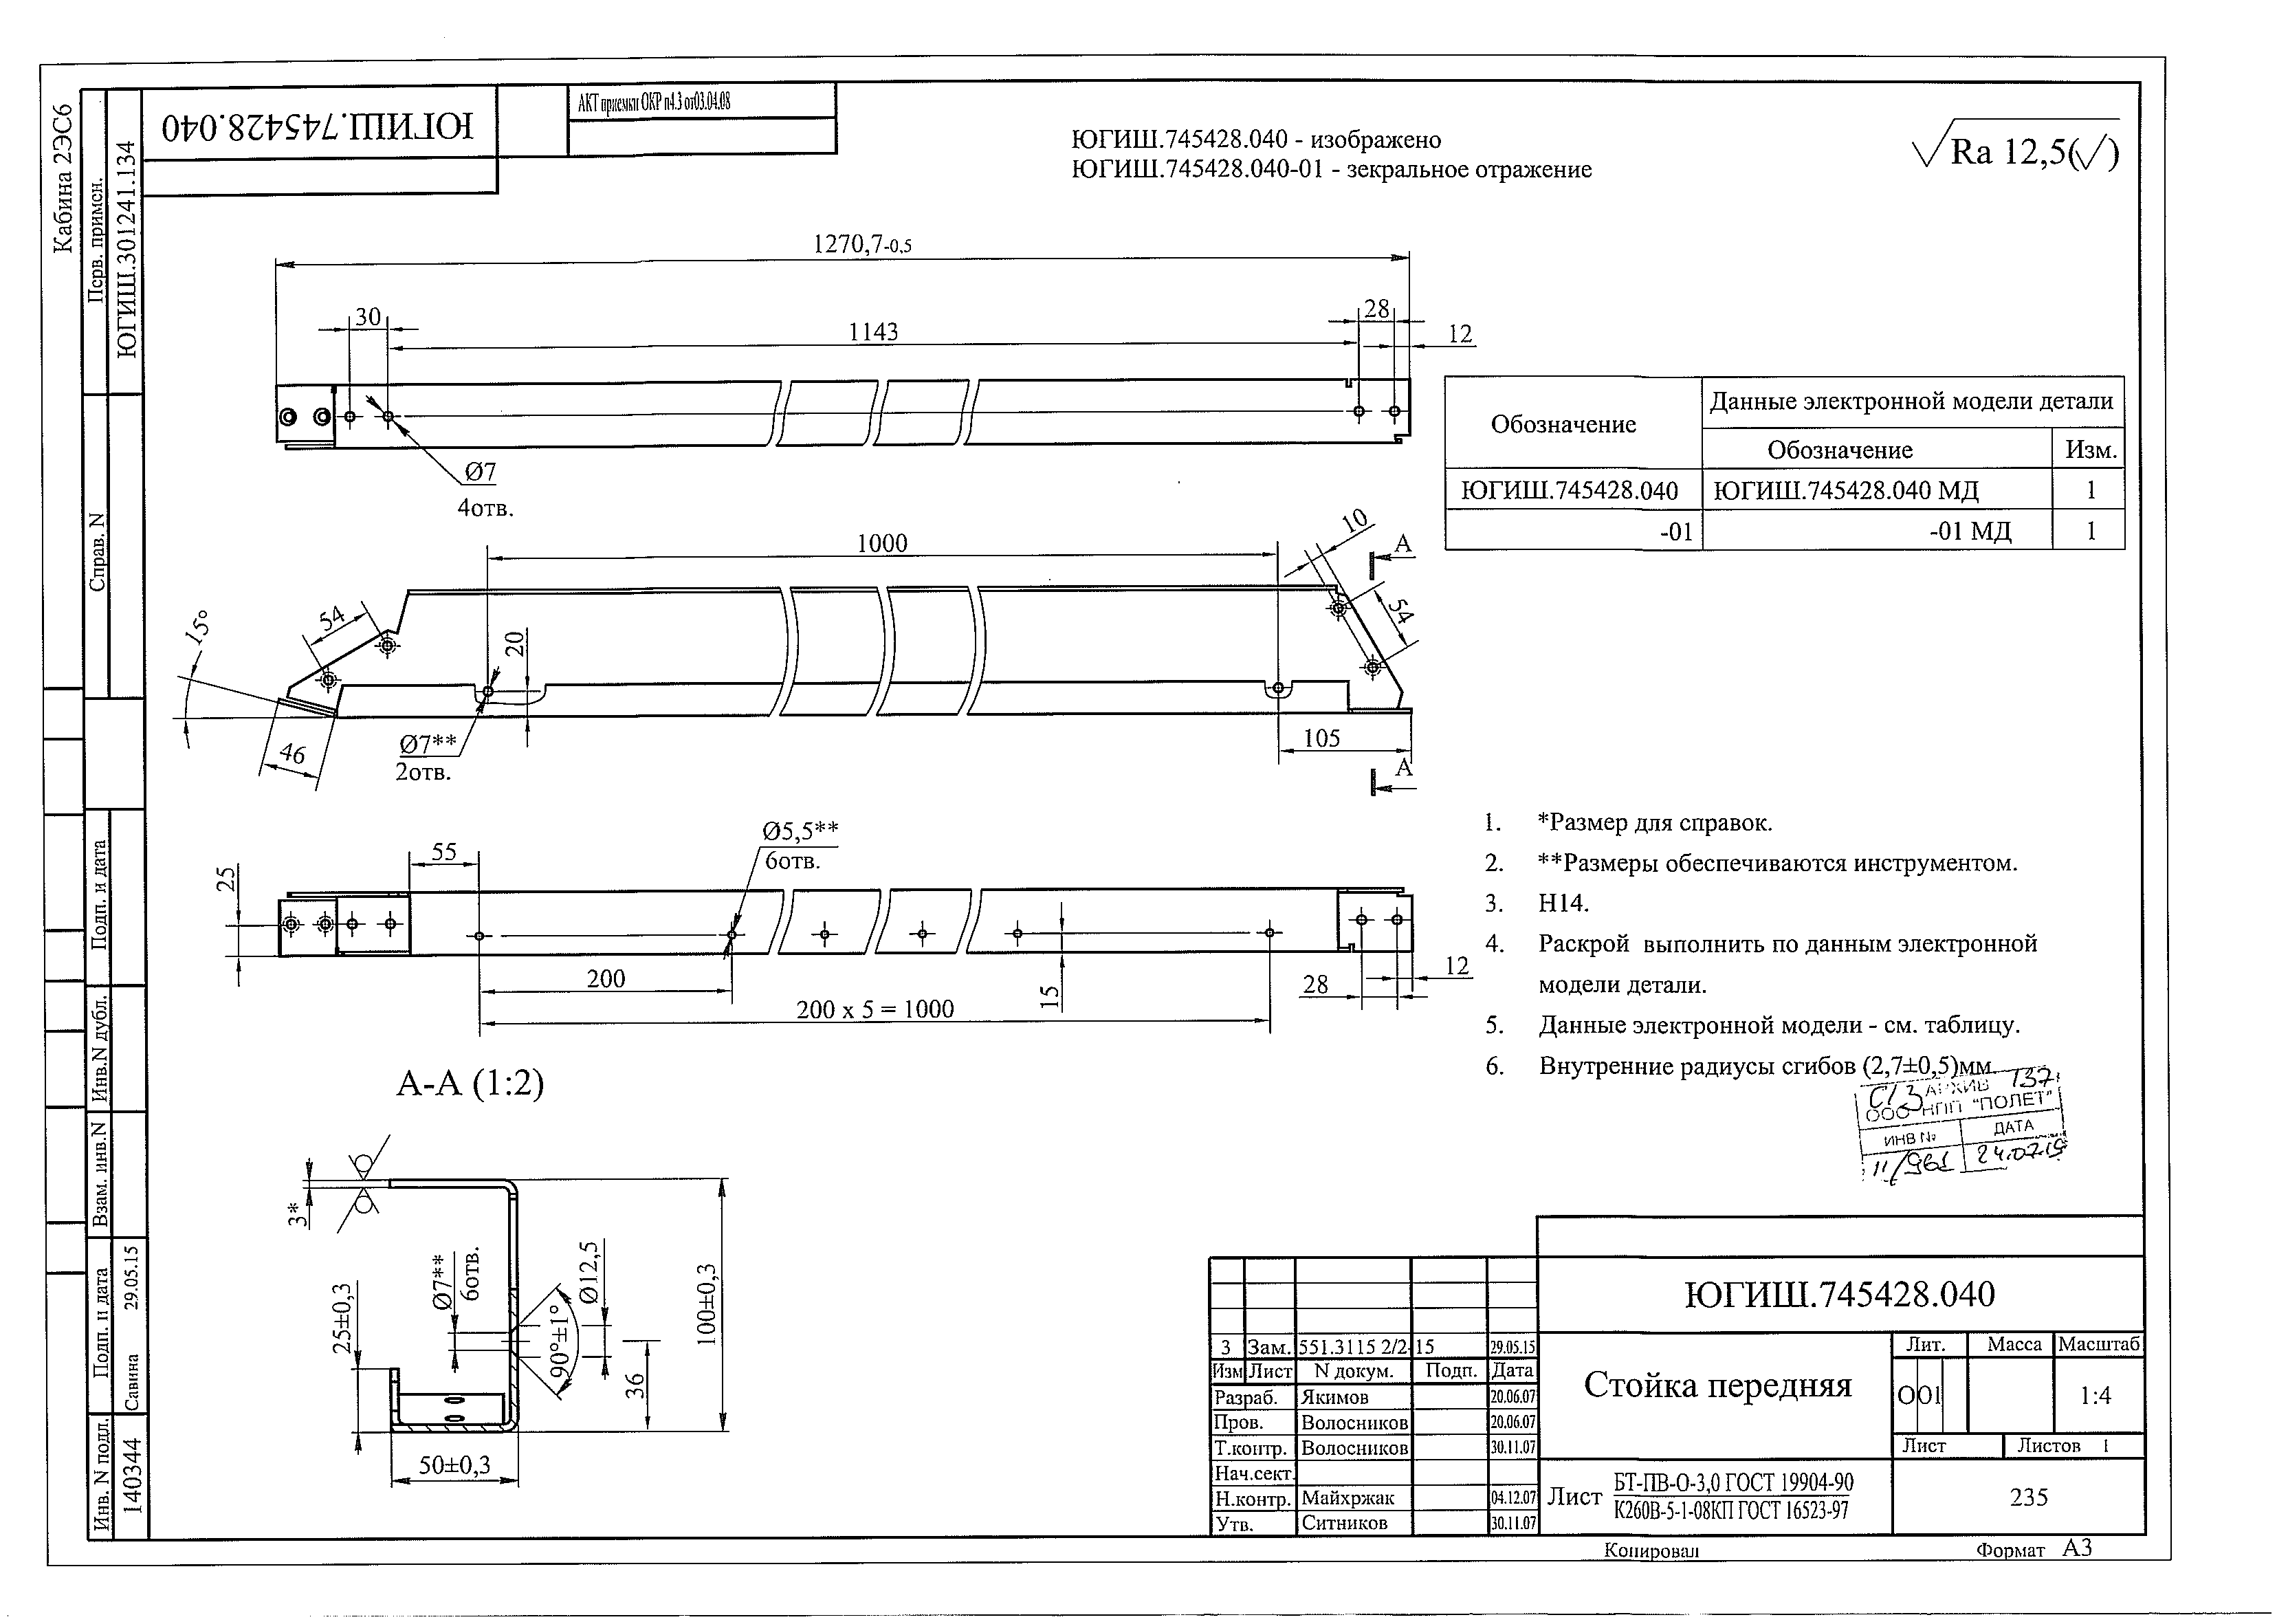 Кабина 2ЭС6
Перв. примен.
ЮГИШ.301241.134
Справ. N
Подп. и дата
Инв.N дубл.
Взам. инв.N
Подп. и дата
Савина 29.05.15
Инв. N подл.
140344
ЮГИШ.745428.040
АКТ приемки ОКР п4.3 от03.04.08
ЮГИШ.745428.040 - изображено
ЮГИШ.745428.040-01 - зекральное отражение
Ra 12,5(√)
1270,7-0,5
30
1143
28
12
Ø7
4отв.
Обозначение
Данные электронной модели детали
Обозначение
Изм.
ЮГИШ.745428.040
ЮГИШ.745428.040 МД
1
-01
-01 МД
1
1000
10
А
54
54
15°
20
46
Ø7**
2отв.
105
А
Ø5,5**
6отв.
55
25
200
200 x 5 = 1000
15
28
12
1. *Размер для справок.
2. **Размеры обеспечиваются инструментом.
3. H14.
4. Раскрой выполнить по данным электронной
модели детали.
5. Данные электронной модели - см. таблицу.
6. Внутренние радиусы сгибов (2,7±0,5)мм
АРХИВ 137
ООО НПП "ПОЛЕТ"
ИНВ № ДАТА
11/961 24.07.15
А-А (1:2)
3*
Ø7**
6отв.
Ø12,5
90°±1°
100±0,3
25±0,3
36
50±0,3
3 Зам. 551.3115 2/2-15 29.05.15
Изм Лист N докум. Подп. Дата
Разраб. Якимов 20.06.07
Пров. Волосников 20.06.07
Т.контр. Волосников 30.11.07
Нач.сект.
Н.контр. Майхржак 04.12.07
Утв. Ситников 30.11.07
ЮГИШ.745428.040
Стойка передняя
Лит. Масса Масштаб
О О1 1:4
Лист Листов 1
Лист БТ-ПВ-О-3,0 ГОСТ 19904-90
К260В-5-1-08КП ГОСТ 16523-97
235
Копировал
Формат А3